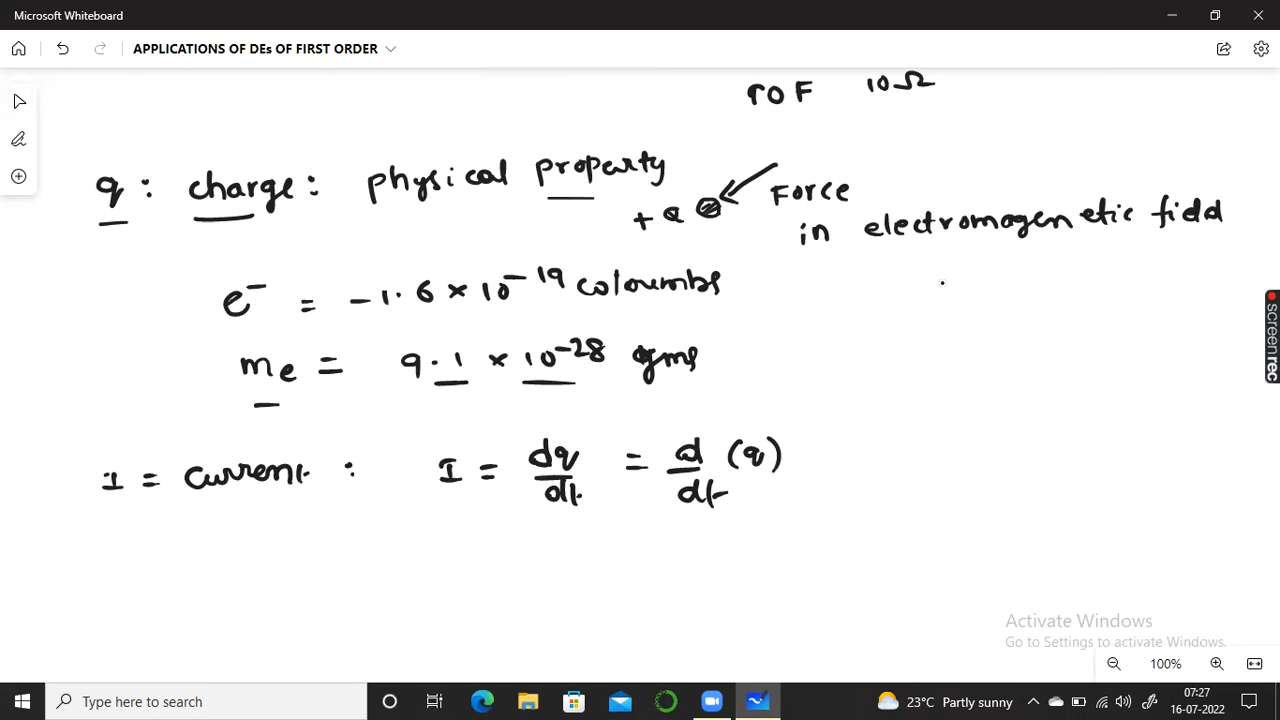 Microsoft Whiteboard
APPLICATIONS OF DEs OF FIRST ORDER
10F 10Ω
q : charge : physical property
+ Q Force
in electromagenetic field
e⁻ = -1.6 × 10⁻¹⁹ coloumbs
mₑ = 9.1 × 10⁻²⁸ gms
I = Current : I = dq/dt = d/dt (q)
screenrec
Activate Windows
Go to Settings to activate Windows.
100%
Type here to search
23°C Partly sunny
07:27
16-07-2022